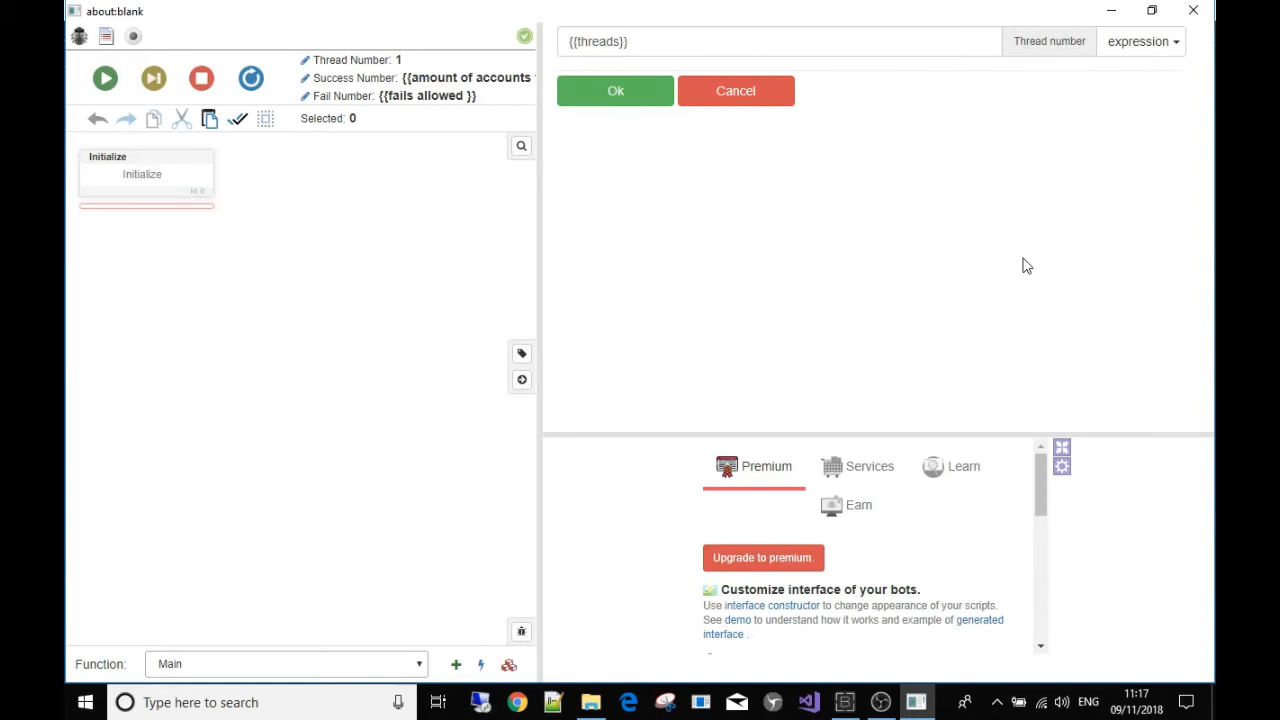 about:blank
Thread Number: 1
Success Number: {{amount of accounts
Fail Number: {{fails allowed }}
Selected: 0
Initialize
Initialize
Id: 0
Function:
Main
{{threads}}
Thread number
expression
Ok
Cancel
Premium
Services
Learn
Earn
Upgrade to premium.
Customize interface of your bots.
Use interface constructor to change appearance of your scripts.
See demo to understand how it works and example of generated
interface .
Type here to search
ENG
11:17
09/11/2018